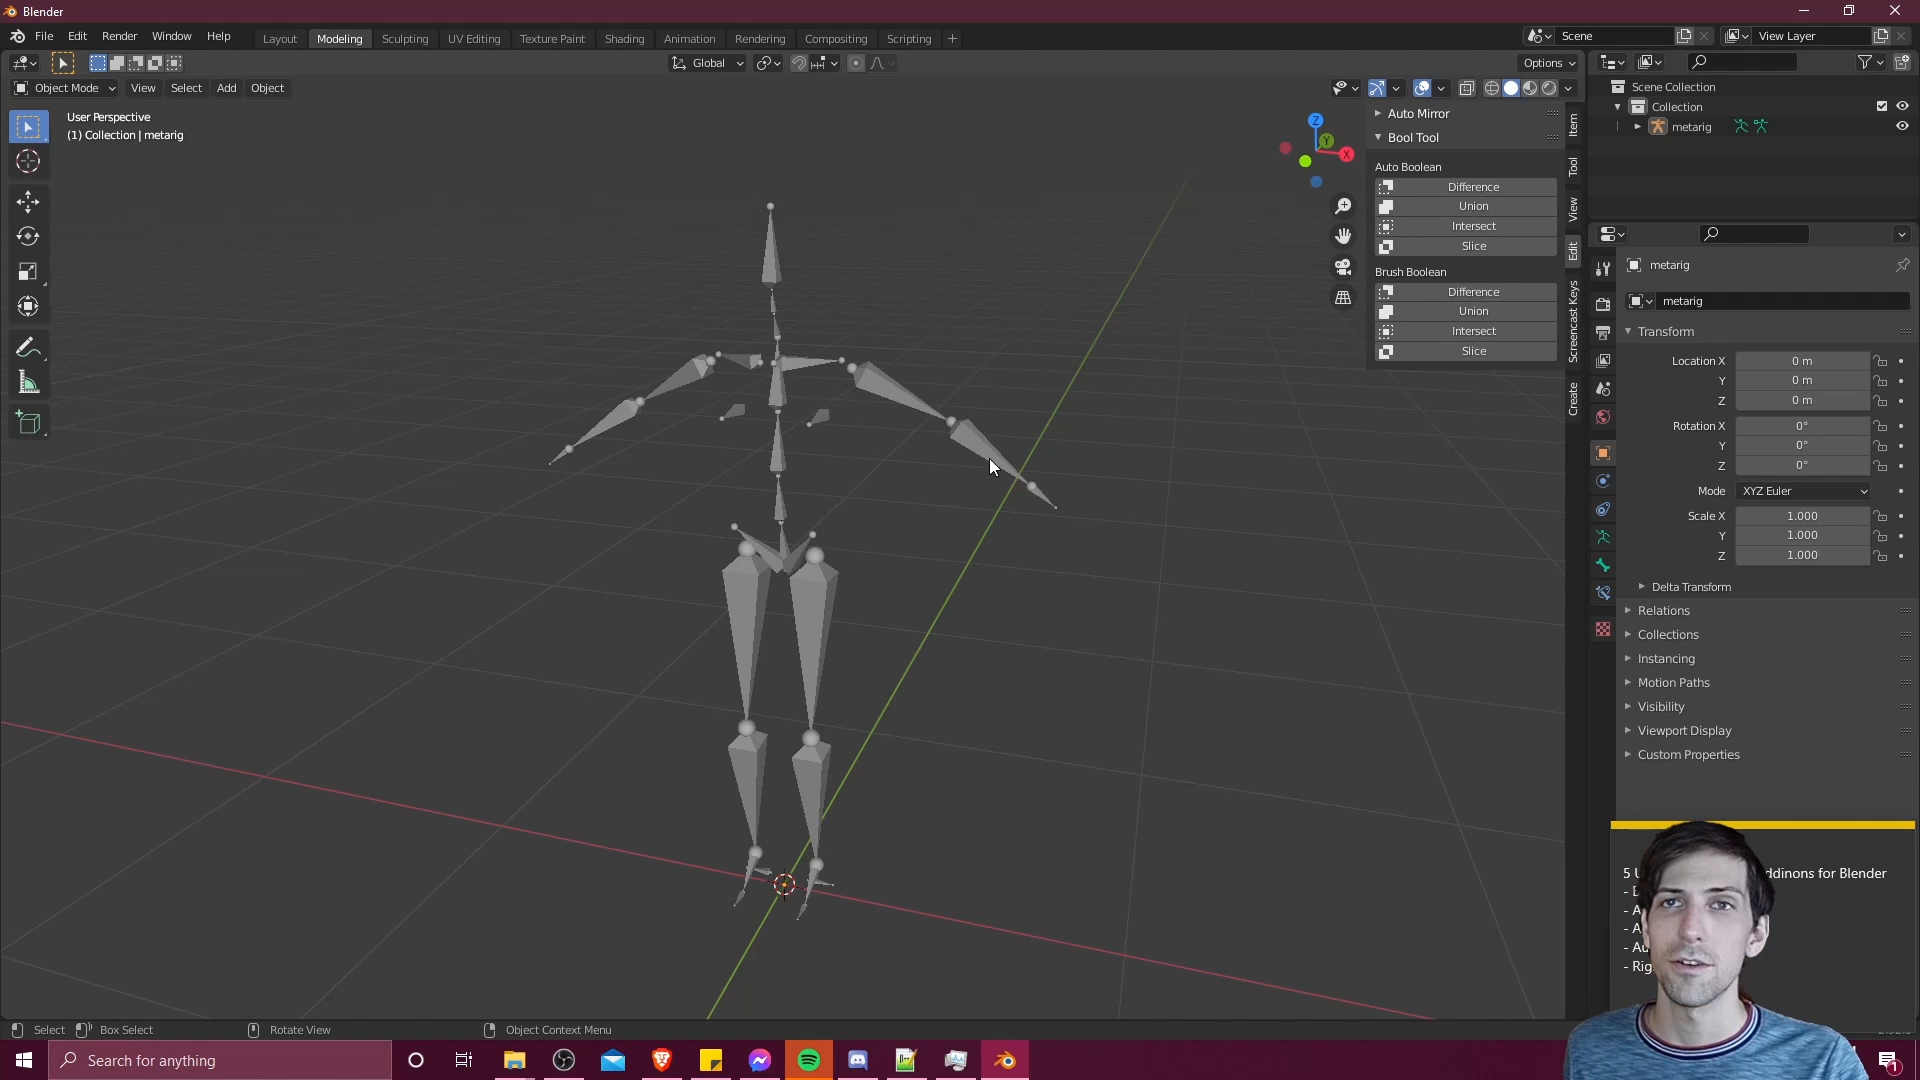 Blender
File Edit Render Window Help
Layout Modeling Sculpting UV Editing Texture Paint Shading Animation Rendering Compositing Scripting
Scene
View Layer
Global
Options
Object Mode View Select Add Object
User Perspective
(1) Collection | metarig
Z
Y
X
Auto Mirror
Bool Tool
Auto Boolean
Difference
Union
Intersect
Slice
Brush Boolean
Difference
Union
Intersect
Slice
Item
Tool
View
Edit
Screencast Keys
Create
Scene Collection
Collection
metarig
metarig
metarig
Transform
Location X 0 m
Y 0 m
Z 0 m
Rotation X 0°
Y 0°
Z 0°
Mode XYZ Euler
Scale X 1.000
Y 1.000
Z 1.000
Delta Transform
Relations
Collections
Instancing
Motion Paths
Visibility
Viewport Display
Custom Properties
5 ddinons for Blender
- Rig
Select Box Select Rotate View Object Context Menu
Search for anything
1